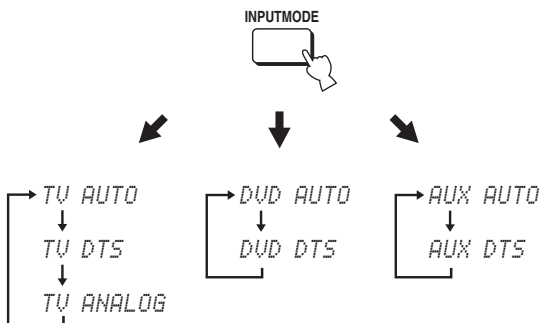 INPUTMODE
TV AUTO
TV DTS
TV ANALOG
DVD AUTO
DVD DTS
AUX AUTO
AUX DTS